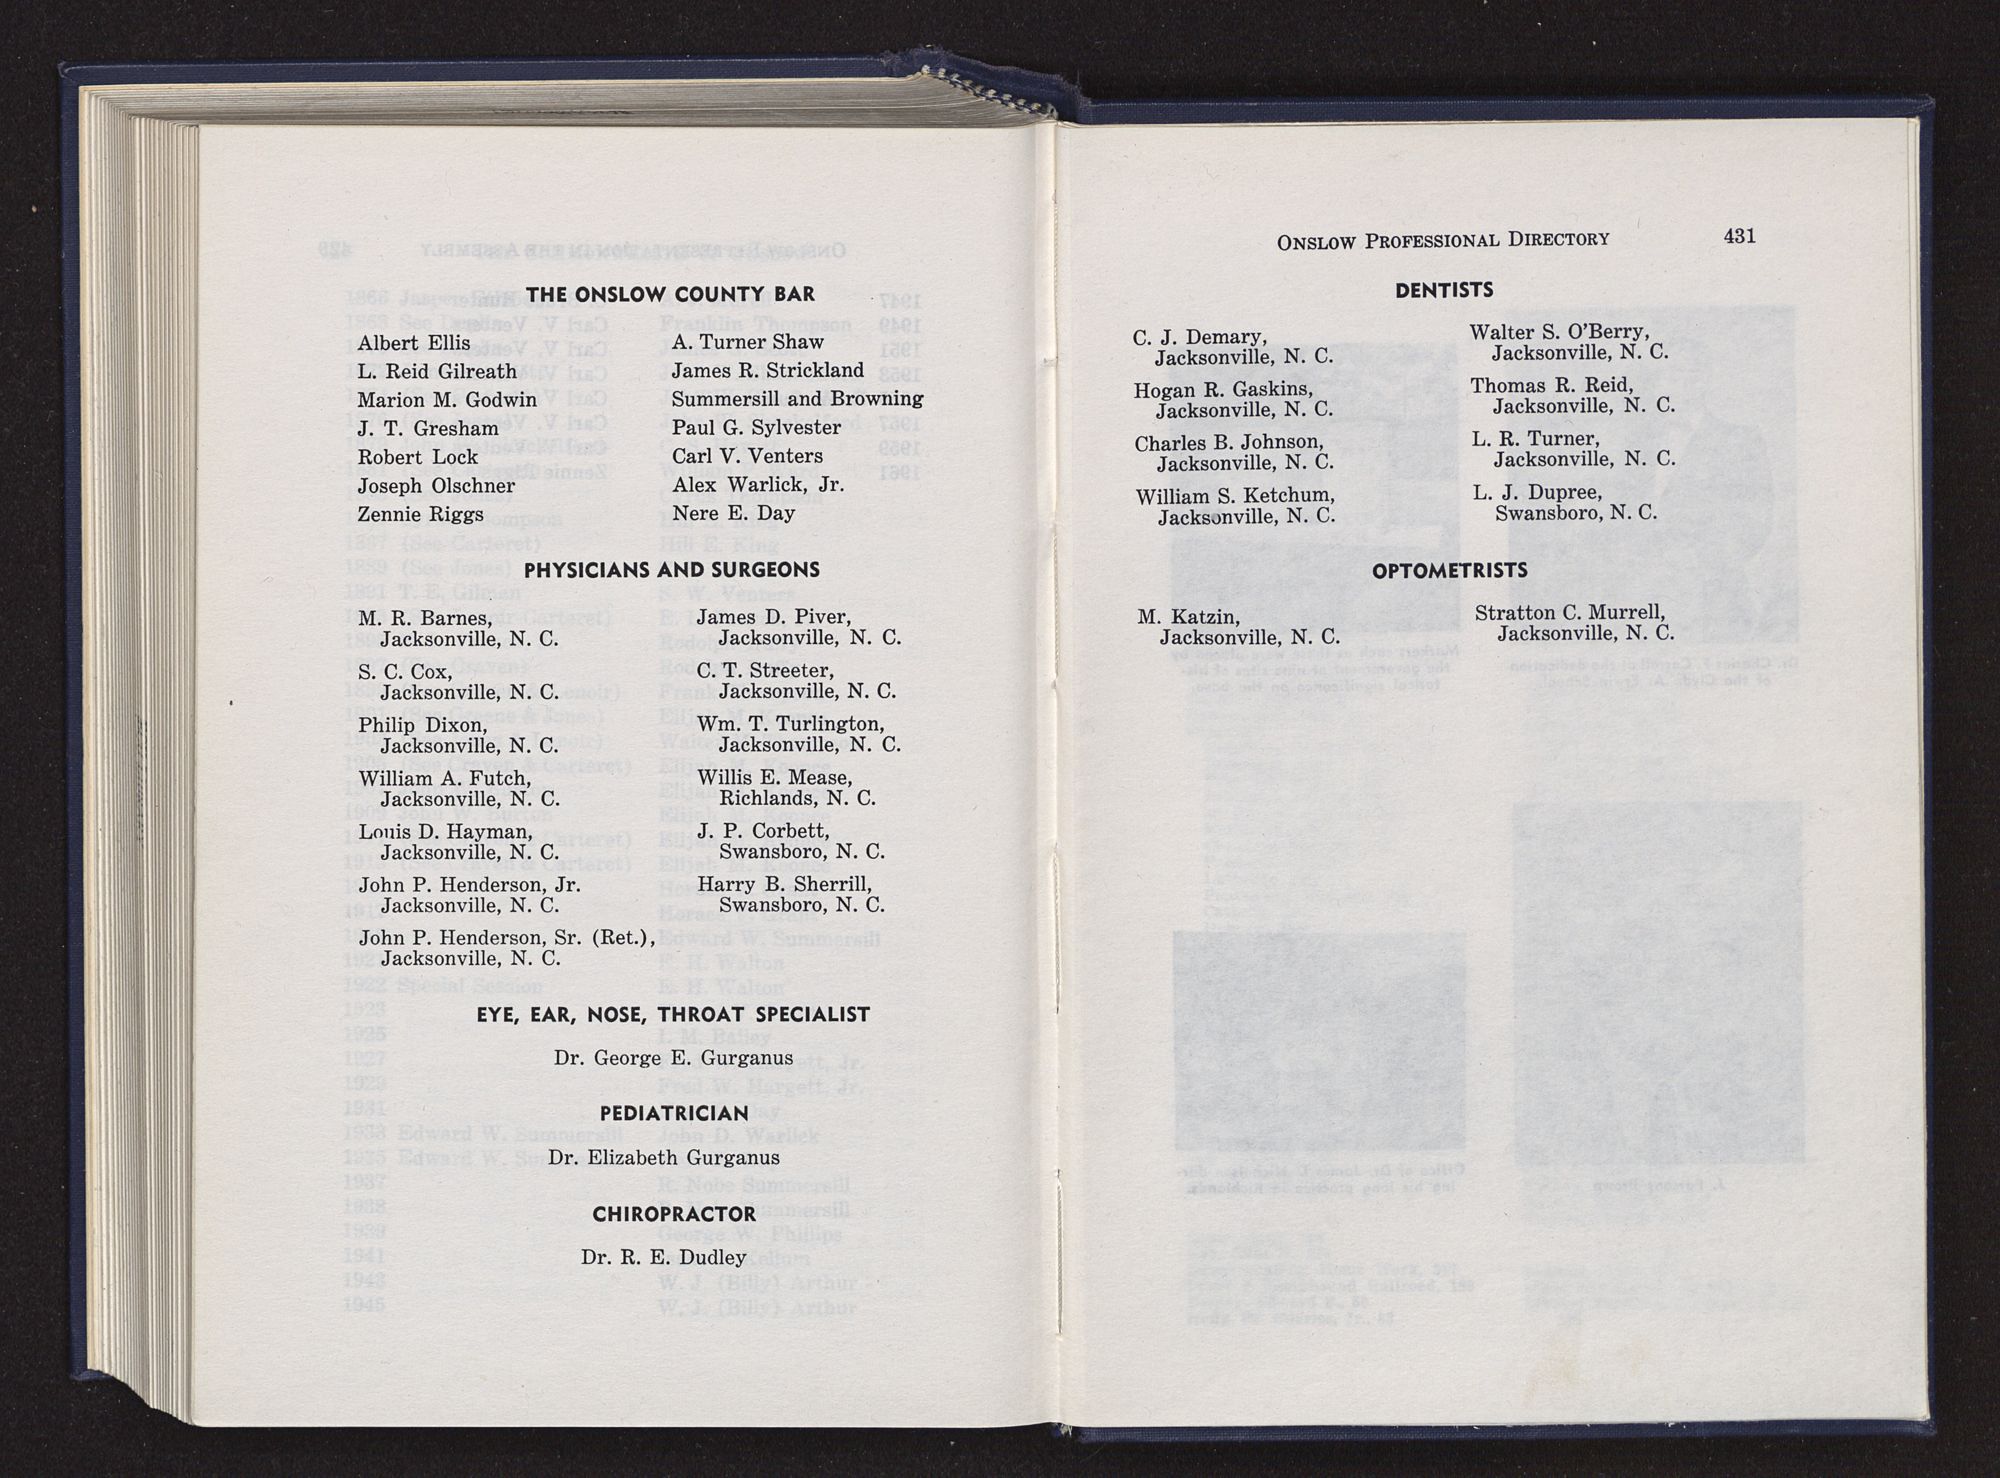 THE ONSLOW COUNTY BAR
Albert Ellis
L. Reid Gilreath
Marion M. Godwin
J. T. Gresham
Robert Lock
Joseph Olschner
Zennie Riggs
A. Turner Shaw
James R. Strickland
Summersill and Browning
Paul G. Sylvester
Carl V. Venters
Alex Warlick, Jr.
Nere E. Day
PHYSICIANS AND SURGEONS
M. R. Barnes,
Jacksonville, N. C.
S. C. Cox,
Jacksonville, N. C.
Philip Dixon,
Jacksonville, N. C.
William A. Futch,
Jacksonville, N. C.
Louis D. Hayman,
Jacksonville, N. C.
John P. Henderson, Jr.
Jacksonville, N. C.
John P. Henderson, Sr. (Ret.),
Jacksonville, N. C.
James D. Piver,
Jacksonville, N. C.
C. T. Streeter,
Jacksonville, N. C.
Wm. T. Turlington,
Jacksonville, N. C.
Willis E. Mease,
Richlands, N. C.
J. P. Corbett,
Swansboro, N. C.
Harry B. Sherrill,
Swansboro, N. C.
EYE, EAR, NOSE, THROAT SPECIALIST
Dr. George E. Gurganus
PEDIATRICIAN
Dr. Elizabeth Gurganus
CHIROPRACTOR
Dr. R. E. Dudley
ONSLOW PROFESSIONAL DIRECTORY 431
DENTISTS
C. J. Demary,
Jacksonville, N. C.
Hogan R. Gaskins,
Jacksonville, N. C.
Charles B. Johnson,
Jacksonville, N. C.
William S. Ketchum,
Jacksonville, N. C.
Walter S. O'Berry,
Jacksonville, N. C.
Thomas R. Reid,
Jacksonville, N. C.
L. R. Turner,
Jacksonville, N. C.
L. J. Dupree,
Swansboro, N. C.
OPTOMETRISTS
M. Katzin,
Jacksonville, N. C.
Stratton C. Murrell,
Jacksonville, N. C.